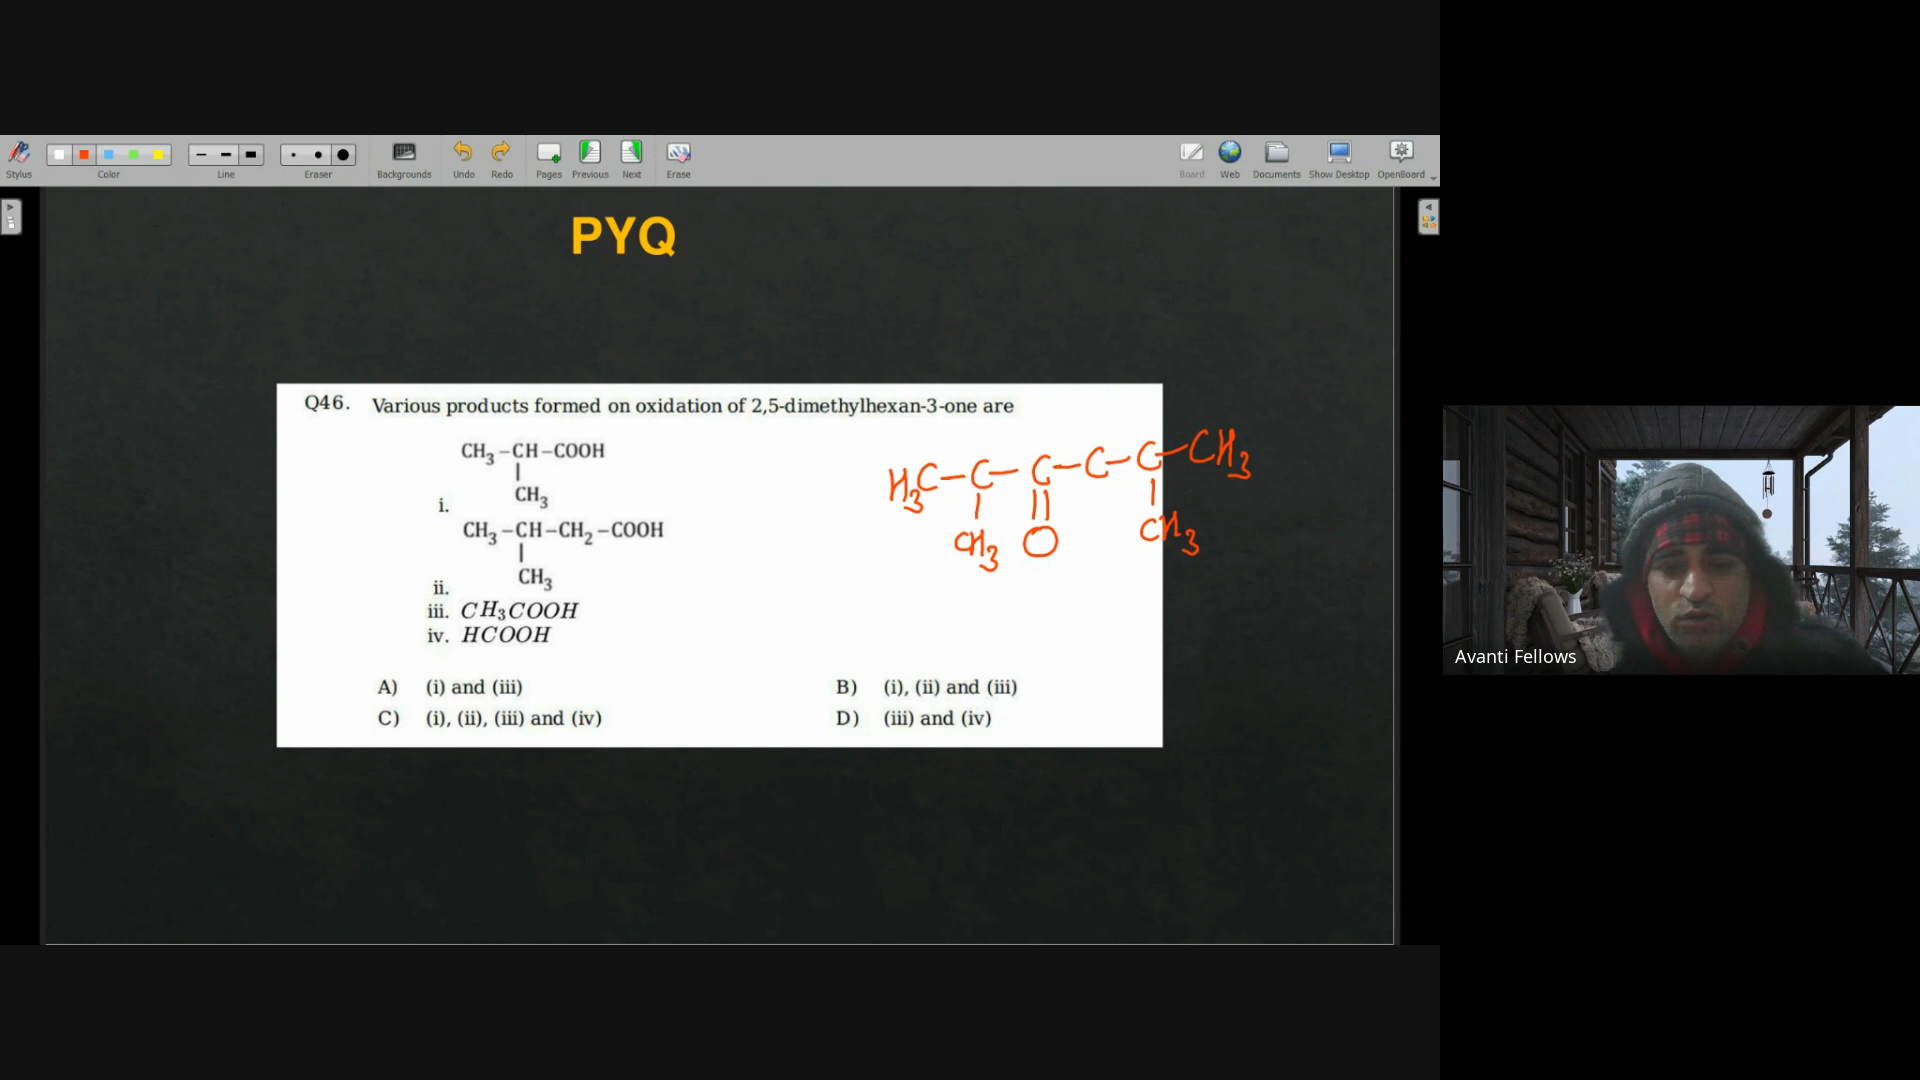 Stylus Color Line Eraser Backgrounds Undo Redo Pages Previous Next Erase Board Web Documents Show Desktop OpenBoard
PYQ
Q46. Various products formed on oxidation of 2,5-dimethylhexan-3-one are
CH3 – CH – COOH
|
CH3
i.
CH3 – CH – CH2 – COOH
|
CH3
ii.
iii. CH3COOH
iv. HCOOH
A) (i) and (iii)
B) (i), (ii) and (iii)
C) (i), (ii), (iii) and (iv)
D) (iii) and (iv)
H3C – C – C – C – C – CH3
CH3 O CH3
Avanti Fellows